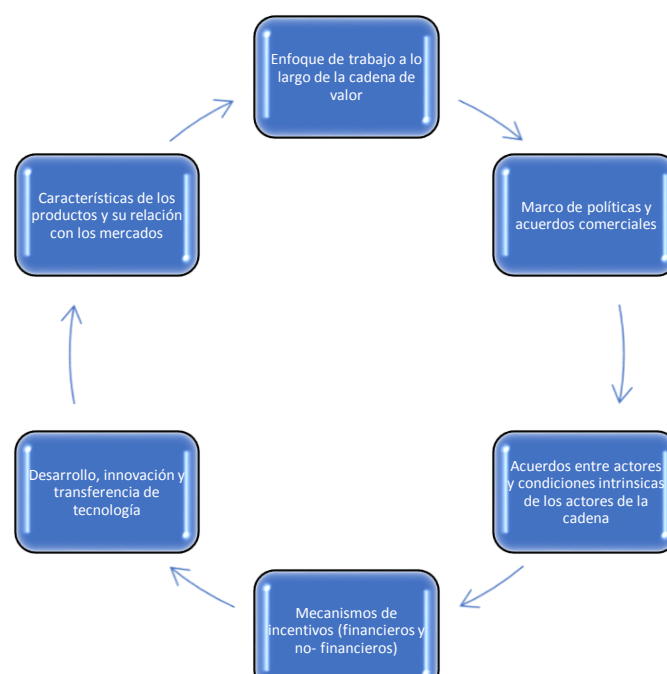 Enfoque de trabajo a lo
largo de la cadena de
valor
Marco de políticas y
acuerdos comerciales
Acuerdos entre actores
y condiciones intrinsicas
de los actores de la
cadena
Mecanismos de
incentivos (financieros y
no- financieros)
Desarrollo, innovación y
transferencia de
tecnología
Características de los
productos y su relación
con los mercados